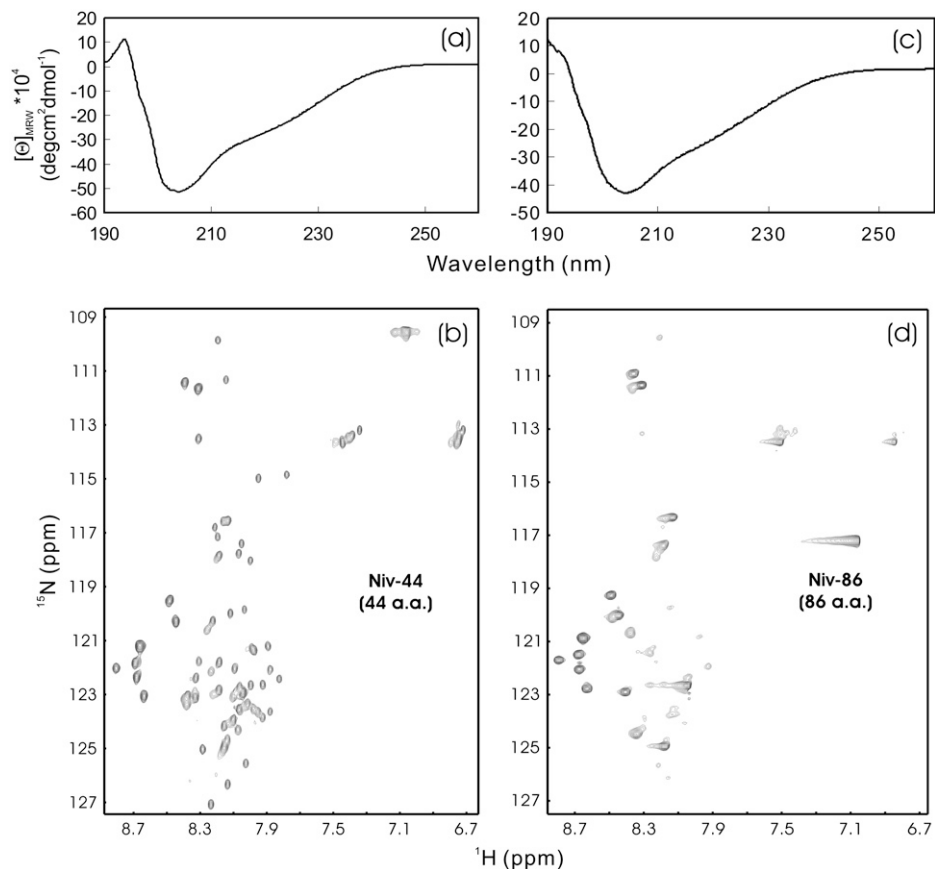 (a)
[Θ]MRW *10⁴
(degcm²dmol⁻¹)
20
10
0
-10
-20
-30
-40
-50
-60
190 210 230 250
(c)
20
10
0
-10
-20
-30
-40
-50
190 210 230 250
Wavelength (nm)
(b)
¹⁵N (ppm)
109
111
113
115
117
119
121
123
125
127
Niv-44
(44 a.a.)
8.7 8.3 7.9 7.5 7.1 6.7
(d)
109
111
113
115
117
119
121
123
125
127
Niv-86
(86 a.a.)
8.7 8.3 7.9 7.5 7.1 6.7
¹H (ppm)